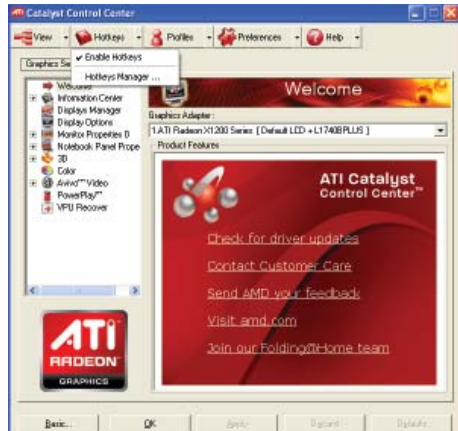 Catalyst Control Center
View Hotkeys Profiles Preferences Help
Enable Hotkeys
Hotkeys Manager ...
Graphics Se
Welcome
Information Center
Displays Manager
Display Options
Monitor Properties 0
Notebook Panel Prope
3D
Color
Avivo™ Video
PowerPlay™
VPU Recover
Welcome
Graphics Adapter:
1.ATI Radeon X1200 Series [ Default LCD + L1740BPLUS ]
Product Features
ATI Catalyst
Control Center™
Check for driver updates
Contact Customer Care
Send AMD your feedback
Visit amd.com
Join our Folding@Home team
ATI
RADEON
GRAPHICS
Basic... OK Apply Discard Defaults